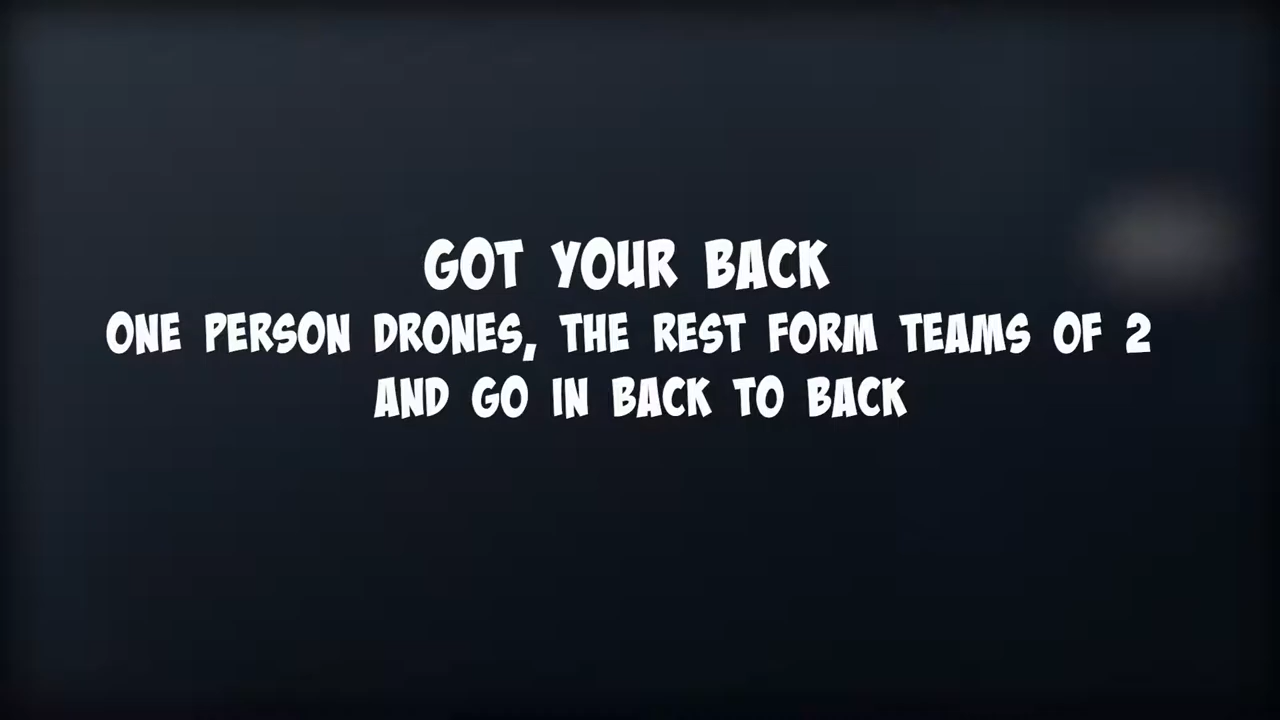 GOT YOUR BACK
ONE PERSON DRONES, THE REST FORM TEAMS OF 2
AND GO IN BACK TO BACK